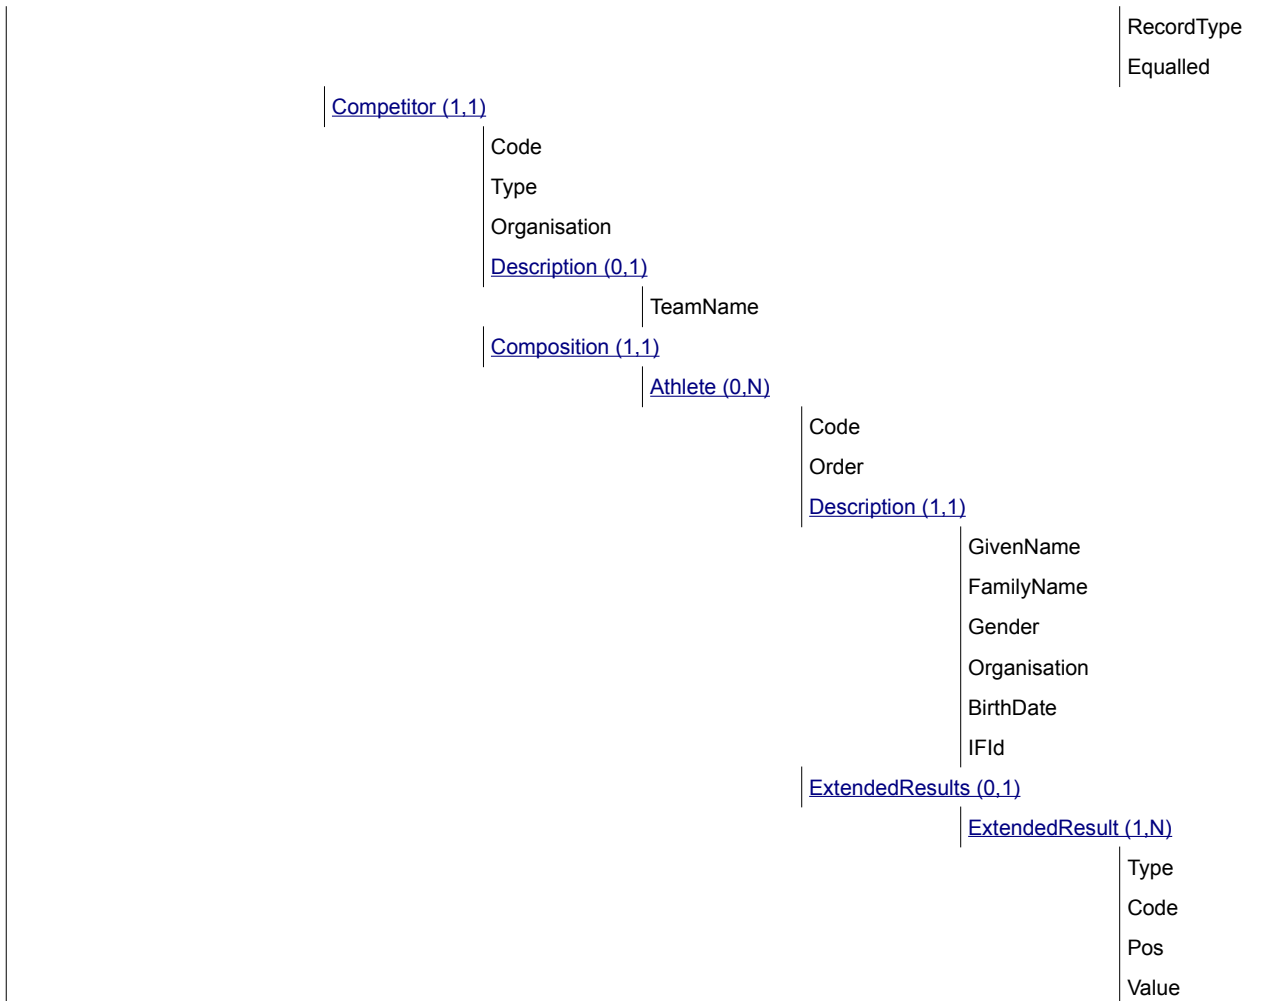 RecordType
Equalled
Competitor (1,1)
Code
Type
Organisation
Description (0,1)
TeamName
Composition (1,1)
Athlete (0,N)
Code
Order
Description (1,1)
GivenName
FamilyName
Gender
Organisation
BirthDate
IFId
ExtendedResults (0,1)
ExtendedResult (1,N)
Type
Code
Pos
Value